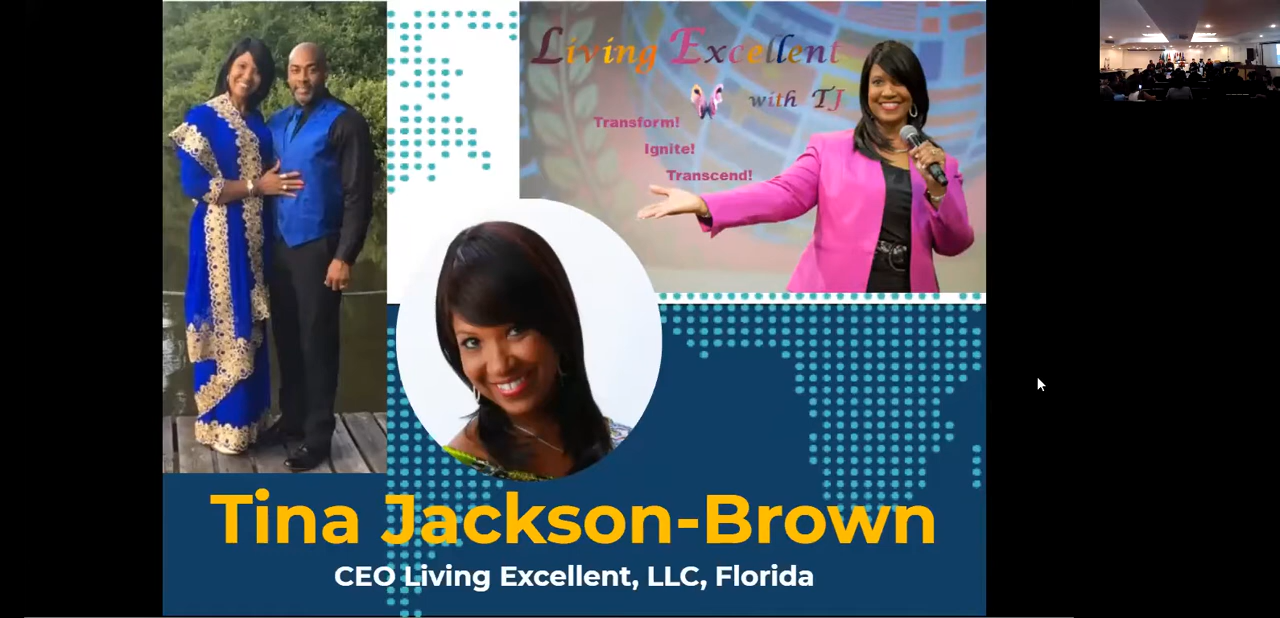 Living Excellent
with TJ
Transform!
Ignite!
Transcend!
Tina Jackson-Brown
CEO Living Excellent, LLC, Florida